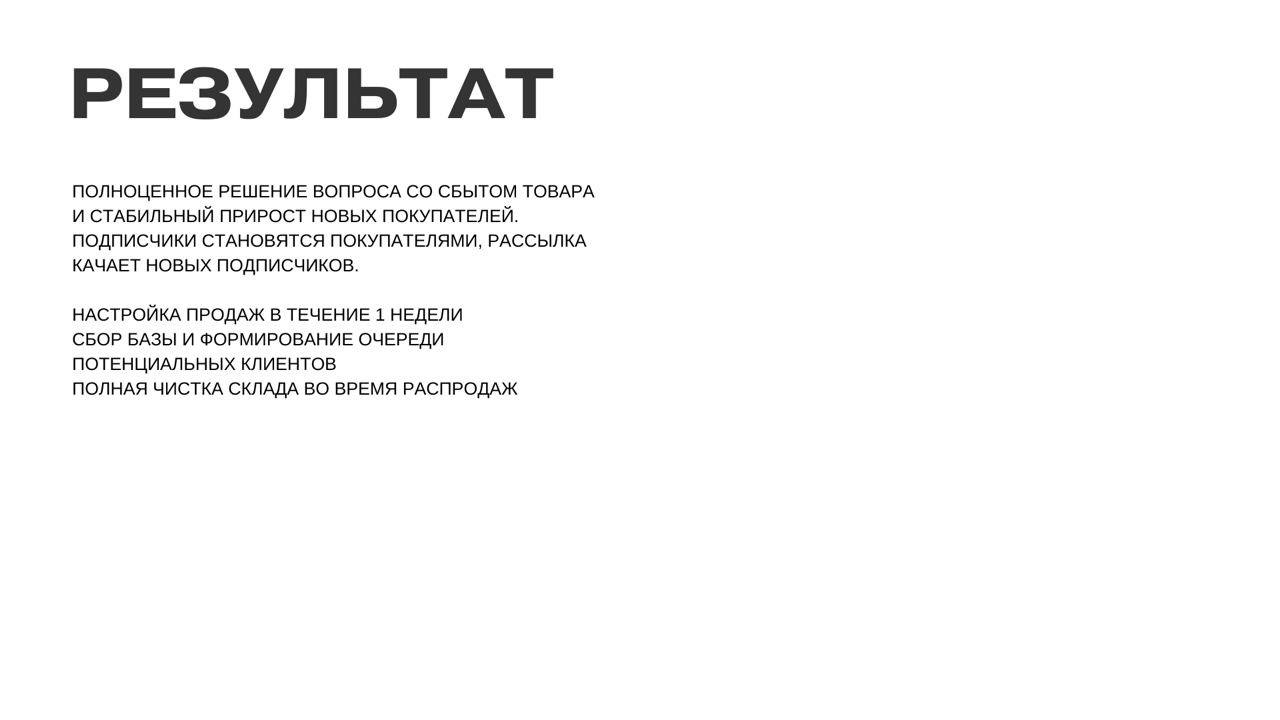 РЕЗУЛЬТАТ
ПОЛНОЦЕННОЕ РЕШЕНИЕ ВОПРОСА СО СБЫТОМ ТОВАРА
И СТАБИЛЬНЫЙ ПРИРОСТ НОВЫХ ПОКУПАТЕЛЕЙ.
ПОДПИСЧИКИ СТАНОВЯТСЯ ПОКУПАТЕЛЯМИ, РАССЫЛКА
КАЧАЕТ НОВЫХ ПОДПИСЧИКОВ.
НАСТРОЙКА ПРОДАЖ В ТЕЧЕНИЕ 1 НЕДЕЛИ
СБОР БАЗЫ И ФОРМИРОВАНИЕ ОЧЕРЕДИ
ПОТЕНЦИАЛЬНЫХ КЛИЕНТОВ
ПОЛНАЯ ЧИСТКА СКЛАДА ВО ВРЕМЯ РАСПРОДАЖ